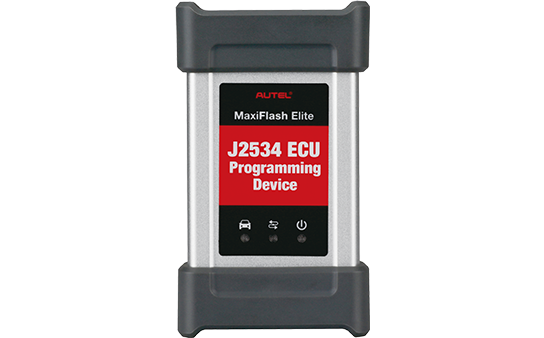 AUTEL®
MaxiFlash Elite
J2534 ECU
Programming
Device